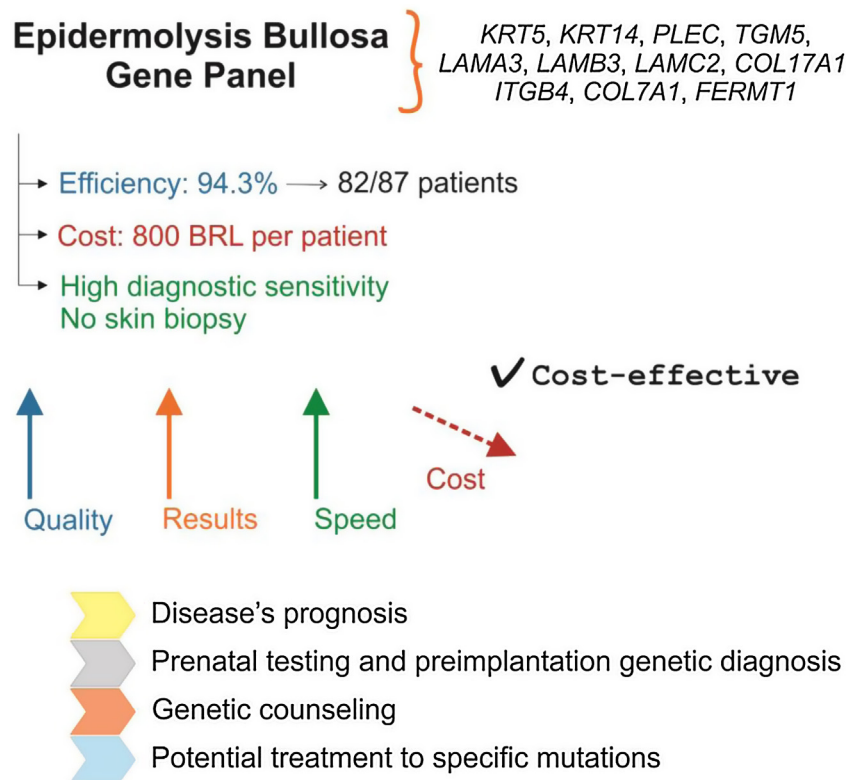 Epidermolysis Bullosa
Gene Panel
KRT5, KRT14, PLEC, TGM5,
LAMA3, LAMB3, LAMC2, COL17A1
ITGB4, COL7A1, FERMT1
Efficiency: 94.3% → 82/87 patients
Cost: 800 BRL per patient
High diagnostic sensitivity
No skin biopsy
✔ Cost-effective
Quality
Results
Speed
Cost
Disease's prognosis
Prenatal testing and preimplantation genetic diagnosis
Genetic counseling
Potential treatment to specific mutations